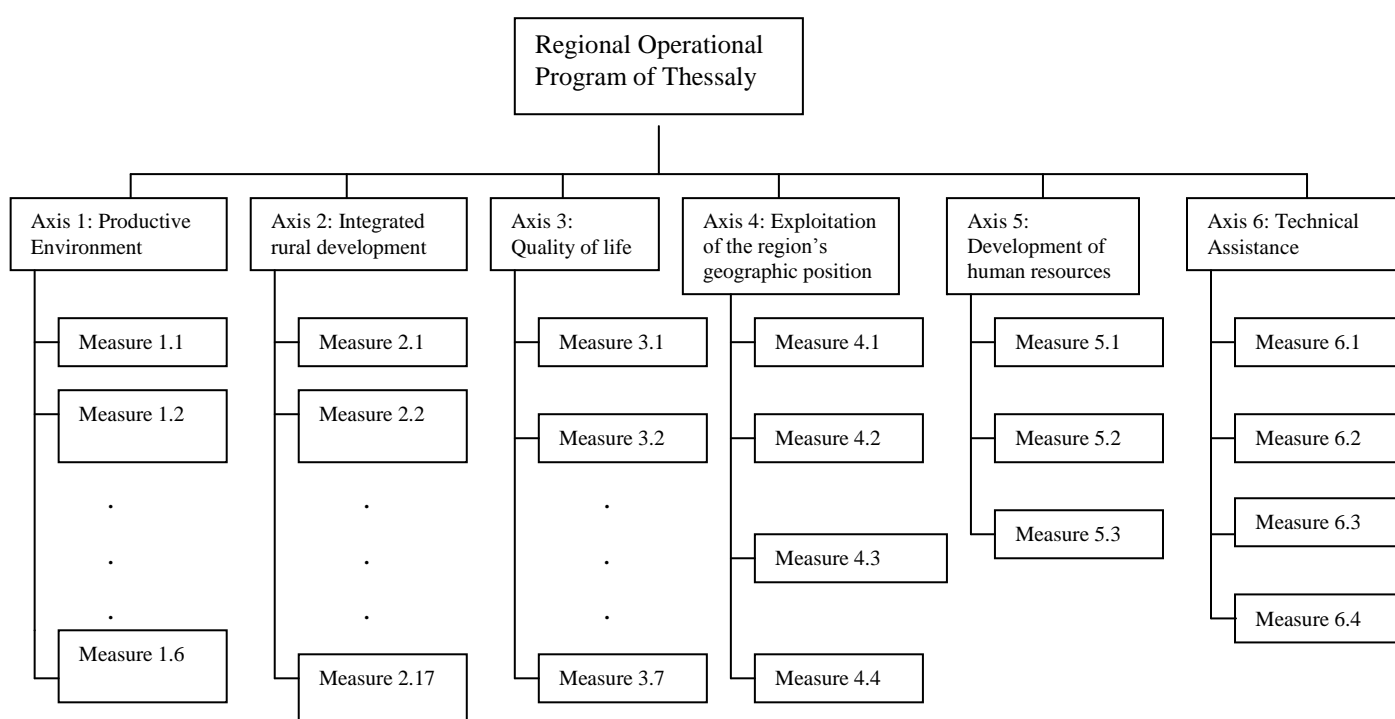 Regional Operational
Program of Thessaly
Axis 1: Productive
Environment
Axis 2: Integrated
rural development
Axis 3:
Quality of life
Axis 4: Exploitation
of the region’s
geographic position
Axis 5:
Development of
human resources
Axis 6: Technical
Assistance
Measure 1.1
Measure 2.1
Measure 3.1
Measure 4.1
Measure 5.1
Measure 6.1
Measure 1.2
Measure 2.2
Measure 3.2
Measure 4.2
Measure 5.2
Measure 6.2
. . .
Measure 4.3
Measure 5.3
Measure 6.3
. . .
. . .
Measure 1.6
Measure 2.17
Measure 3.7
Measure 4.4
Measure 6.4